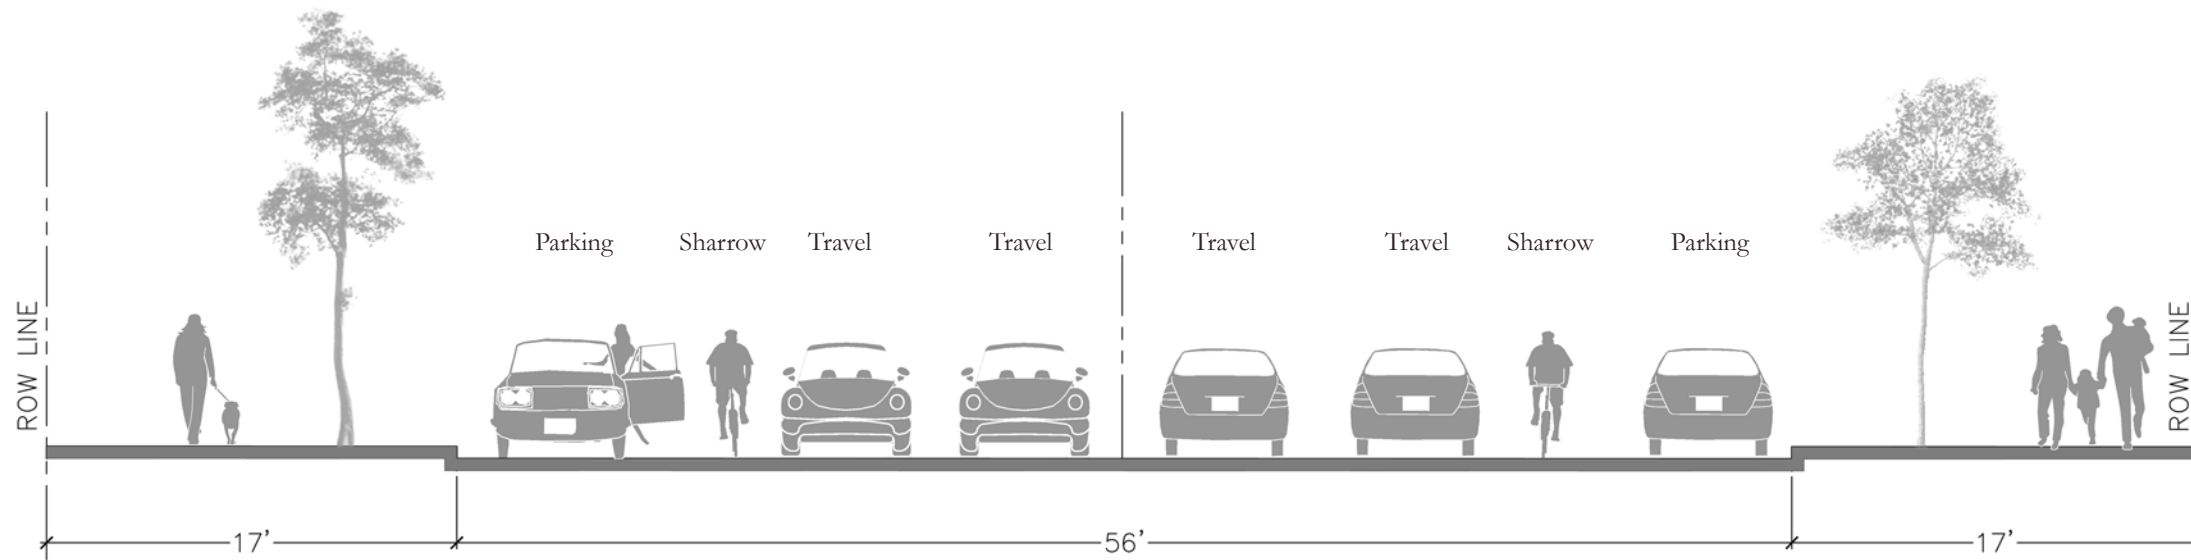 Parking Sharrow Travel Travel Travel Travel Sharrow Parking
ROW LINE
ROW LINE
17' 56' 17'